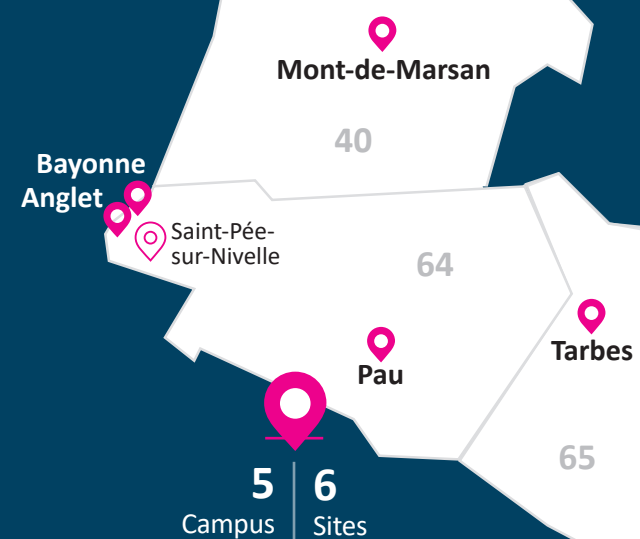 Mont-de-Marsan
40
Bayonne
Anglet
Saint-Pée-
sur-Nivelle
64
Tarbes
Pau
65
5 6
Campus Sites